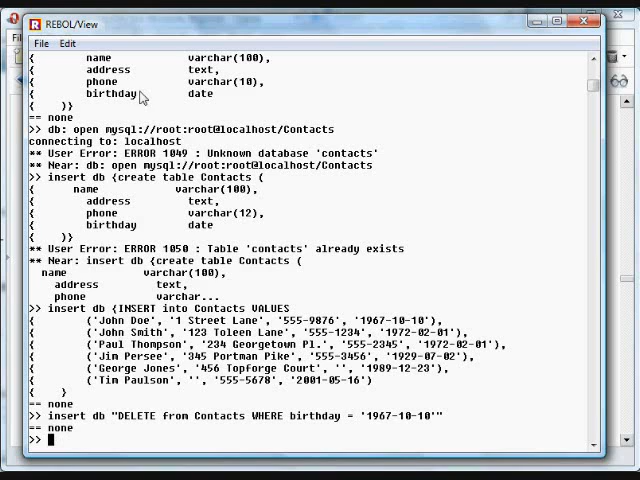 REBOL/View
File Edit
{        name            varchar(100),
{        address         text,
{        phone           varchar(10),
{        birthday        date
{    )}
== none
>> db: open mysql://root:root@localhost/Contacts
connecting to: localhost
** User Error: ERROR 1049 : Unknown database 'contacts'
** Near: db: open mysql://root:root@localhost/Contacts
>> insert db {create table Contacts (
{      name            varchar(100),
{        address         text,
{        phone           varchar(12),
{        birthday        date
{    )}
** User Error: ERROR 1050 : Table 'contacts' already exists
** Near: insert db {create table Contacts (
  name            varchar(100),
    address         text,
    phone           varchar...
>> insert db {INSERT into Contacts VALUES
{        ('John Doe', '1 Street Lane', '555-9876', '1967-10-10'),
{        ('John Smith', '123 Toleen Lane', '555-1234', '1972-02-01'),
{        ('Paul Thompson', '234 Georgetown Pl.', '555-2345', '1972-02-01'),
{        ('Jim Persee', '345 Portman Pike', '555-3456', '1929-07-02'),
{        ('George Jones', '456 Topforge Court', '', '1989-12-23'),
{        ('Tim Paulson', '', '555-5678', '2001-05-16')
{    }
== none
>> insert db "DELETE from Contacts WHERE birthday = '1967-10-10'"
== none
>>